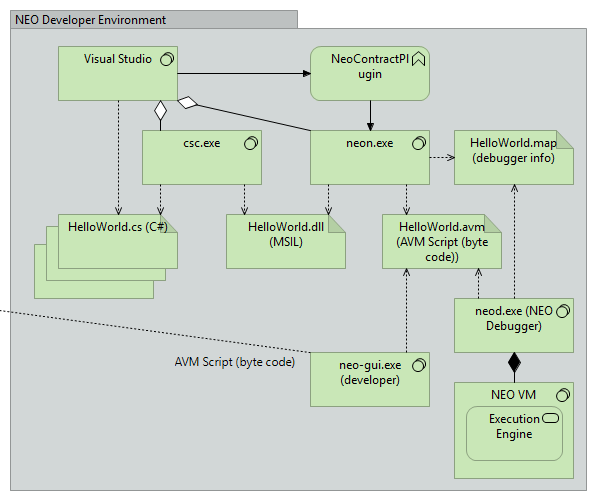 NEO Developer Environment
Visual Studio
NeoContractPl
ugin
csc.exe
neon.exe
HelloWorld.map
(debugger info)
HelloWorld.cs (C#)
HelloWorld.dll
(MSIL)
HelloWorld.avm
(AVM Script (byte
code))
neod.exe (NEO
Debugger)
AVM Script (byte code)
neo-gui.exe
(developer)
NEO VM
Execution
Engine